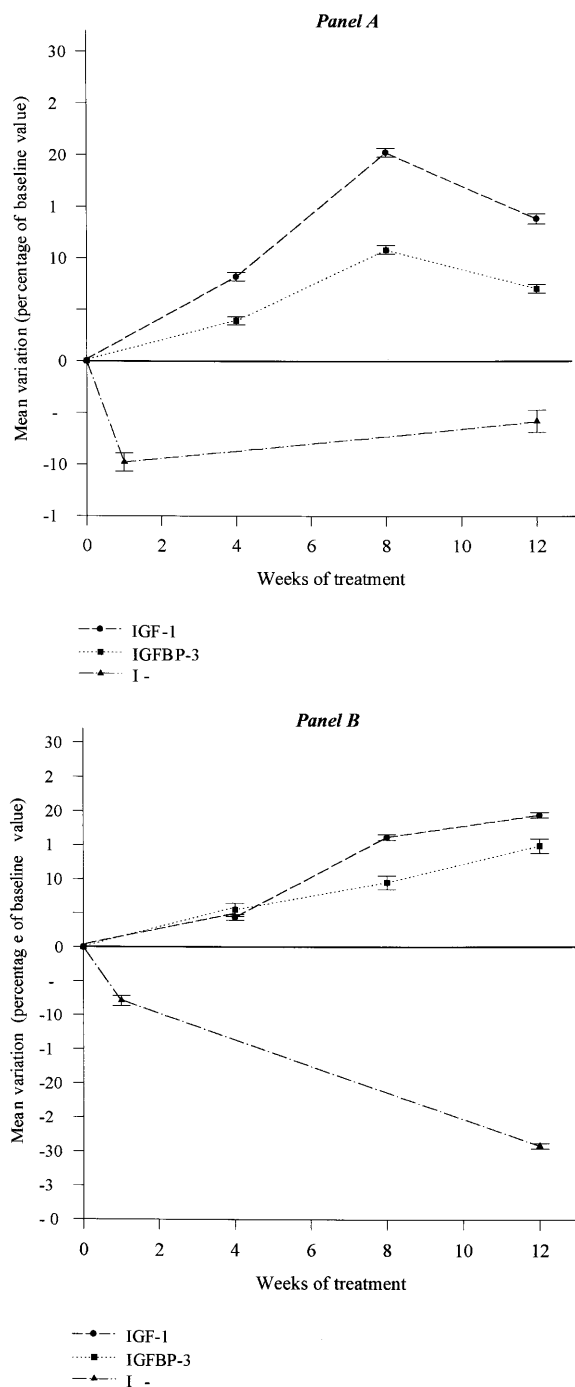 Panel A
Mean variation (percentage of baseline value)
30
2
20
1
10
0
-
-10
-1
0 2 4 6 8 10 12
Weeks of treatment
IGF-1
IGFBP-3
I -
Panel B
Mean variation (percentag e of baseline value)
30
2
20
1
10
0
-
-10
-1
-20
-2
-30
-3
- 0
0 2 4 6 8 10 12
Weeks of treatment
IGF-1
IGFBP-3
I -